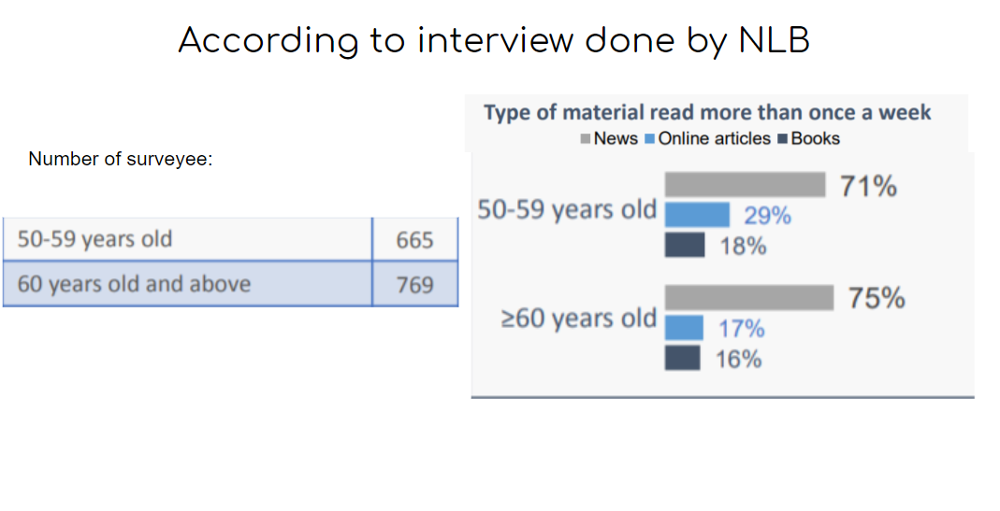 According to interview done by NLB
Number of surveyee:
50-59 years old 665
60 years old and above 769
Type of material read more than once a week
News Online articles Books
50-59 years old
71%
29%
18%
≥60 years old
75%
17%
16%